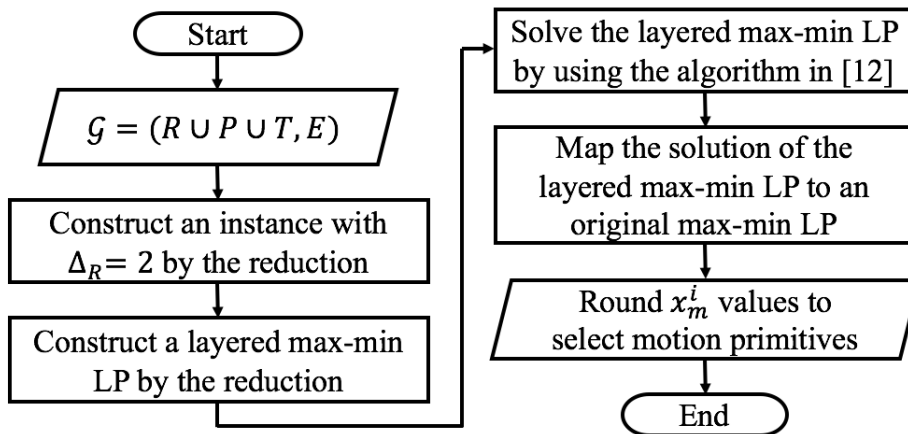 Start
𝒢 = (R ∪ P ∪ T, E)
Construct an instance with
Δ_R = 2 by the reduction
Construct a layered max-min
LP by the reduction
Solve the layered max-min LP
by using the algorithm in [12]
Map the solution of the
layered max-min LP to an
original max-min LP
Round x_m^i values to
select motion primitives
End